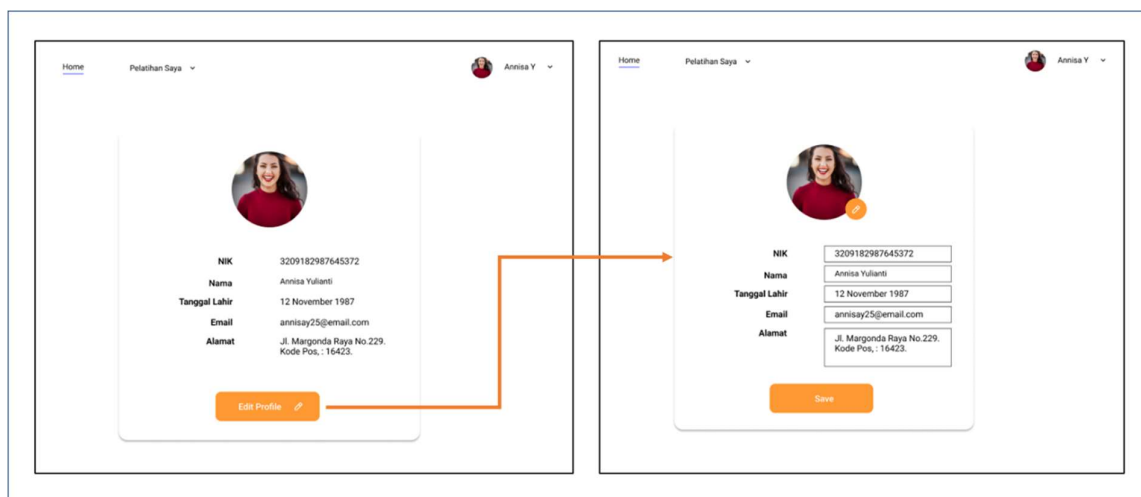 Home Pelatihan Saya Annisa Y
NIK 3209182987645372
Nama Annisa Yulianti
Tanggal Lahir 12 November 1987
Email annisay25@email.com
Alamat Jl. Margonda Raya No.229.
Kode Pos, : 16423.
Edit Profile
Home Pelatihan Saya Annisa Y
NIK 3209182987645372
Nama Annisa Yulianti
Tanggal Lahir 12 November 1987
Email annisay25@email.com
Alamat Jl. Margonda Raya No.229.
Kode Pos, : 16423.
Save